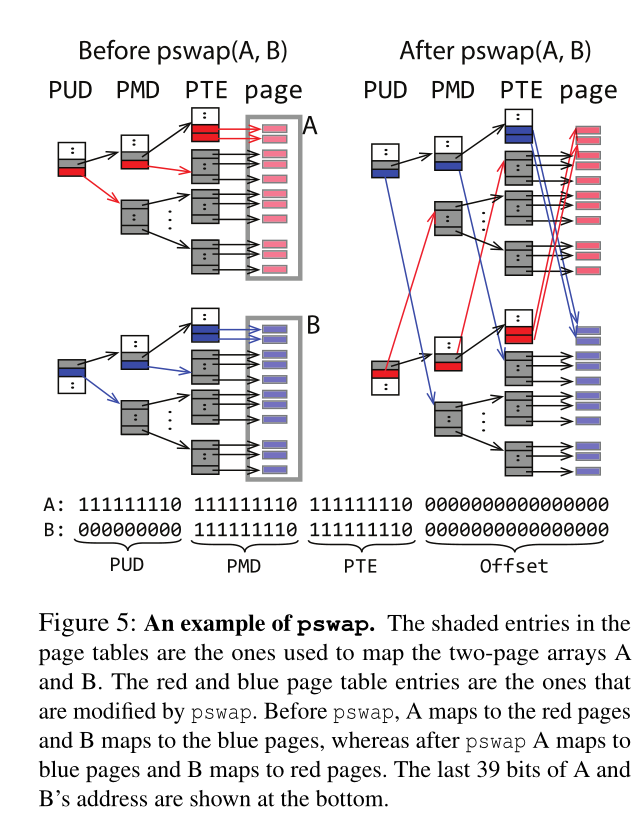 Before pswap(A, B)
After pswap(A, B)
PUD PMD PTE page
PUD PMD PTE page
A
B
A: 111111110 111111110 111111110 0000000000000000
B: 000000000 111111110 111111110 0000000000000000
PUD PMD PTE Offset
Figure 5: An example of pswap. The shaded entries in the
page tables are the ones used to map the two-page arrays A
and B. The red and blue page table entries are the ones that
are modified by pswap. Before pswap, A maps to the red pages
and B maps to the blue pages, whereas after pswap A maps to
blue pages and B maps to red pages. The last 39 bits of A and
B's address are shown at the bottom.